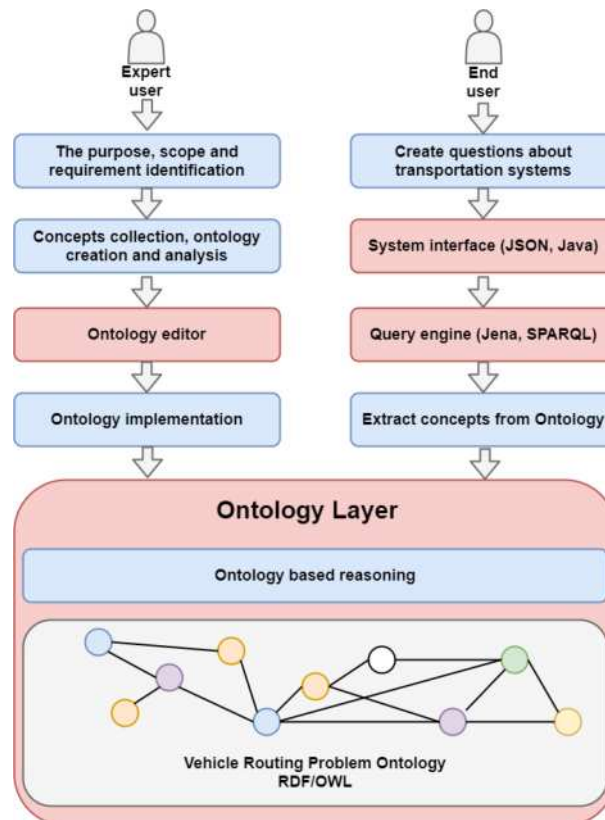 Expert
user
The purpose, scope and
requirement identification
Concepts collection, ontology
creation and analysis
Ontology editor
Ontology implementation
End
user
Create questions about
transportation systems
System interface (JSON, Java)
Query engine (Jena, SPARQL)
Extract concepts from Ontology
Ontology Layer
Ontology based reasoning
Vehicle Routing Problem Ontology
RDF/OWL